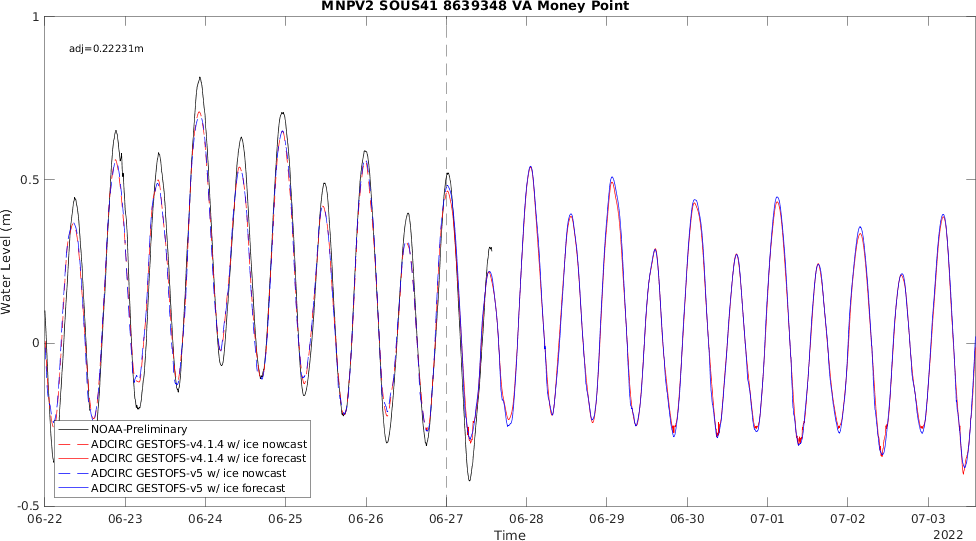 MNPV2 SOUS41 8639348 VA Money Point
adj=0.22231m
1
0.5
0
-0.5
Water Level (m)
NOAA-Preliminary
ADCIRC GESTOFS-v4.1.4 w/ ice nowcast
ADCIRC GESTOFS-v4.1.4 w/ ice forecast
ADCIRC GESTOFS-v5 w/ ice nowcast
ADCIRC GESTOFS-v5 w/ ice forecast
06-22 06-23 06-24 06-25 06-26 06-27 06-28 06-29 06-30 07-01 07-02 07-03
Time
2022